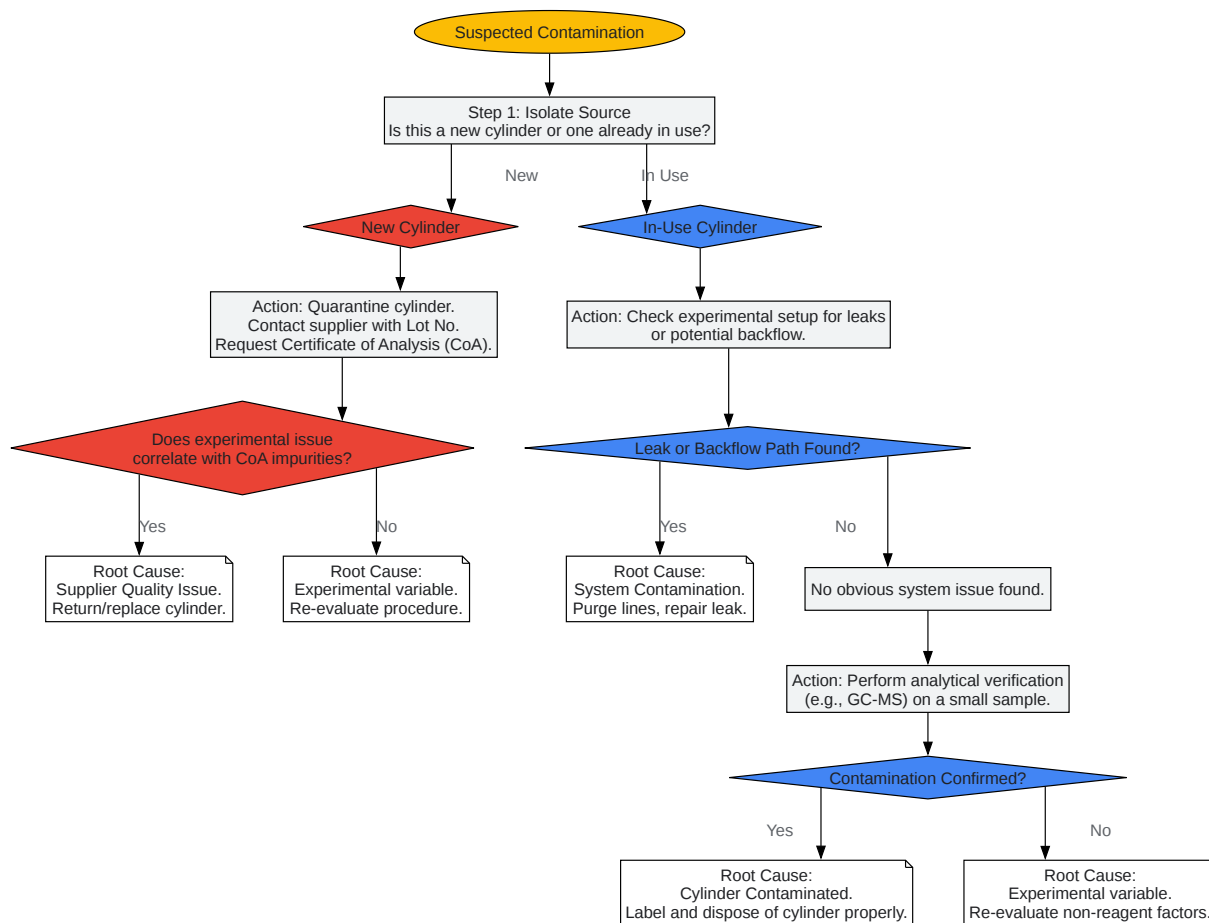 Suspected Contamination
Step 1: Isolate Source
Is this a new cylinder or one already in use?
New
In Use
New Cylinder
In-Use Cylinder
Action: Quarantine cylinder.
Contact supplier with Lot No.
Request Certificate of Analysis (CoA).
Action: Check experimental setup for leaks
or potential backflow.
Does experimental issue
correlate with CoA impurities?
Leak or Backflow Path Found?
Yes
No
Yes
No
Root Cause:
Supplier Quality Issue.
Return/replace cylinder.
Root Cause:
Experimental variable.
Re-evaluate procedure.
Root Cause:
System Contamination.
Purge lines, repair leak.
No obvious system issue found.
Action: Perform analytical verification
(e.g., GC-MS) on a small sample.
Contamination Confirmed?
Yes
No
Root Cause:
Cylinder Contaminated.
Label and dispose of cylinder properly.
Root Cause:
Experimental variable.
Re-evaluate non-reagent factors.